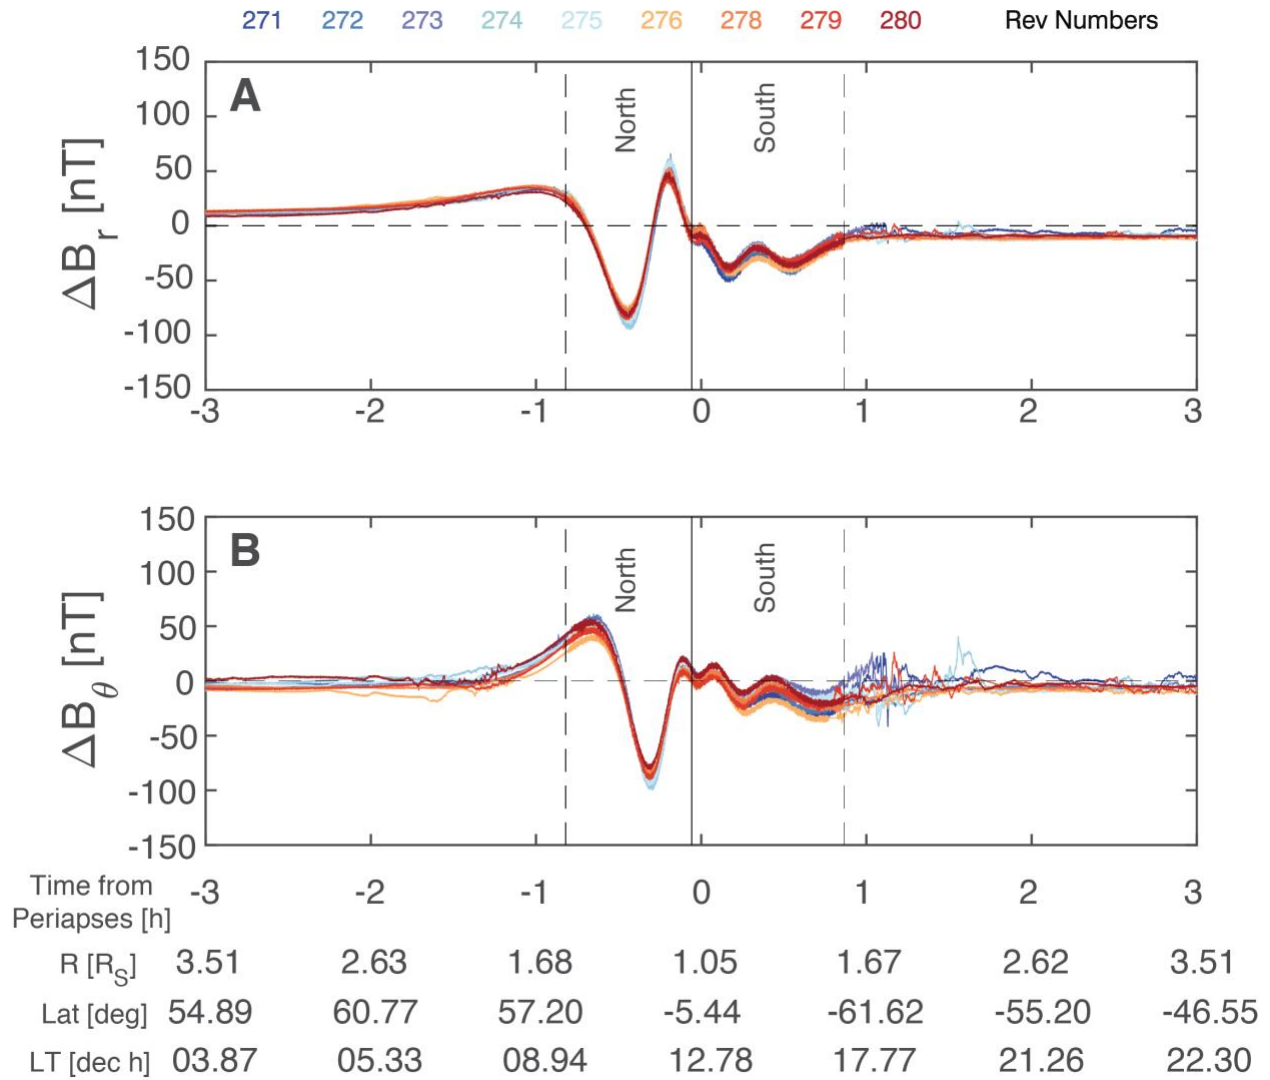 271 272 273 274 275 276 278 279 280 Rev Numbers
A
North
South
ΔBr [nT]
150
100
50
0
-50
-100
-150
-3 -2 -1 0 1 2 3
B
North
South
ΔBθ [nT]
150
100
50
0
-50
-100
-150
Time from
Periapses [h]
-3 -2 -1 0 1 2 3
R [RS] 3.51 2.63 1.68 1.05 1.67 2.62 3.51
Lat [deg] 54.89 60.77 57.20 -5.44 -61.62 -55.20 -46.55
LT [dec h] 03.87 05.33 08.94 12.78 17.77 21.26 22.30